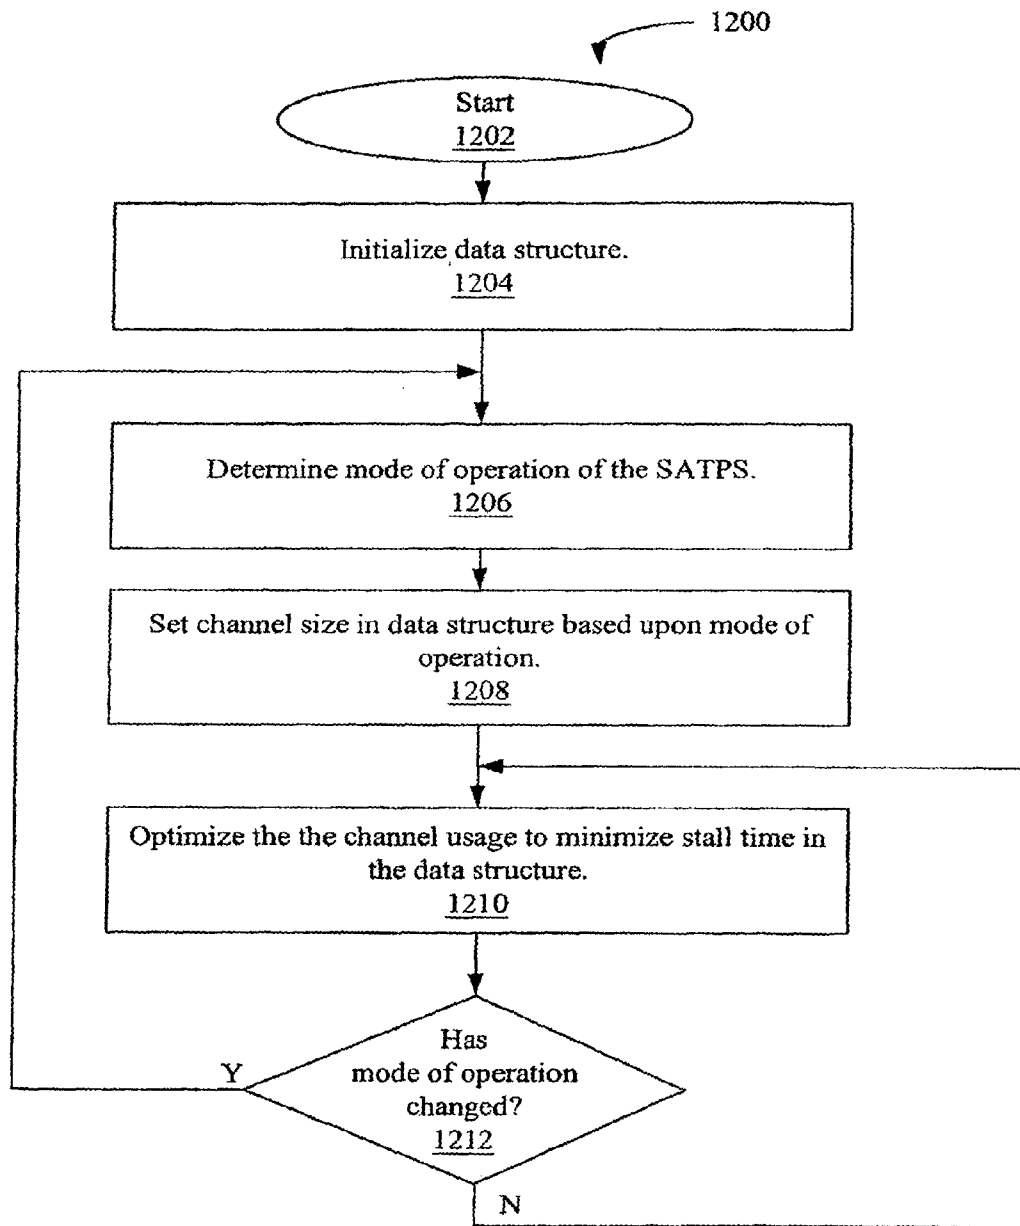 1200
Start
1202
Initialize data structure.
1204
Determine mode of operation of the SATPS.
1206
Set channel size in data structure based upon mode of
operation.
1208
Optimize the the channel usage to minimize stall time in
the data structure.
1210
Has
mode of operation
changed?
1212
Y
N